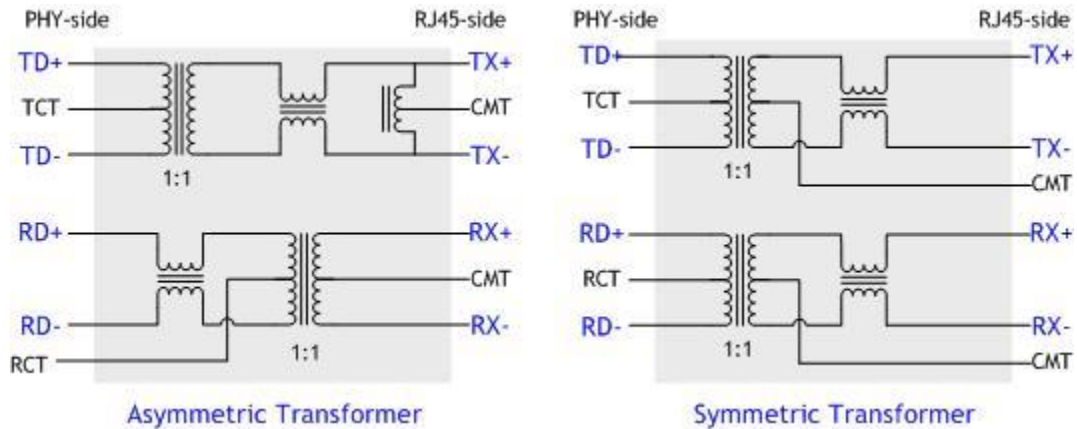 PHY-side RJ45-side
TD+ TX+
TCT CMT
TD- TX-
1:1
RD+ RX+
CMT
RD- RX-
RCT 1:1
Asymmetric Transformer
PHY-side RJ45-side
TD+ TX+
TCT
TD- TX-
1:1 CMT
RD+ RX+
RCT
RD- RX-
1:1 CMT
Symmetric Transformer